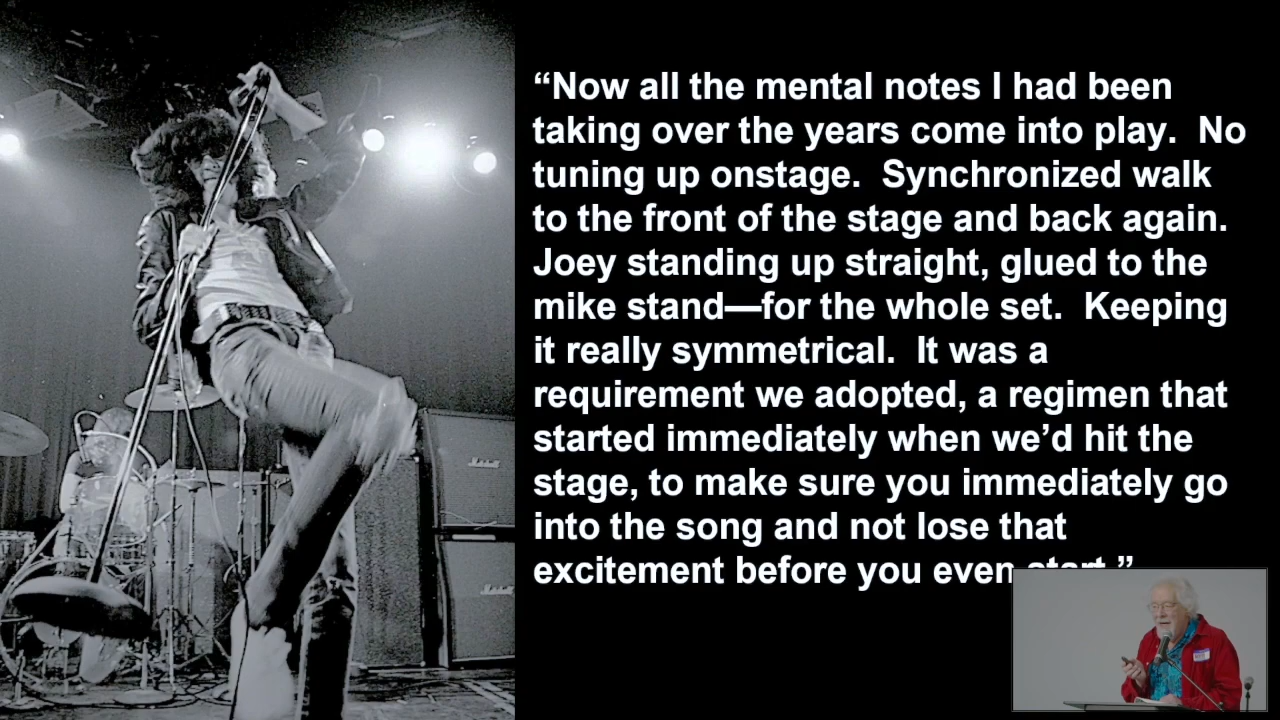 “Now all the mental notes I had been
taking over the years come into play.  No
tuning up onstage.  Synchronized walk
to the front of the stage and back again.
Joey standing up straight, glued to the
mike stand—for the whole set.  Keeping
it really symmetrical.  It was a
requirement we adopted, a regimen that
started immediately when we’d hit the
stage, to make sure you immediately go
into the song and not lose that
excitement before you even start.”
Marshall
Marshall